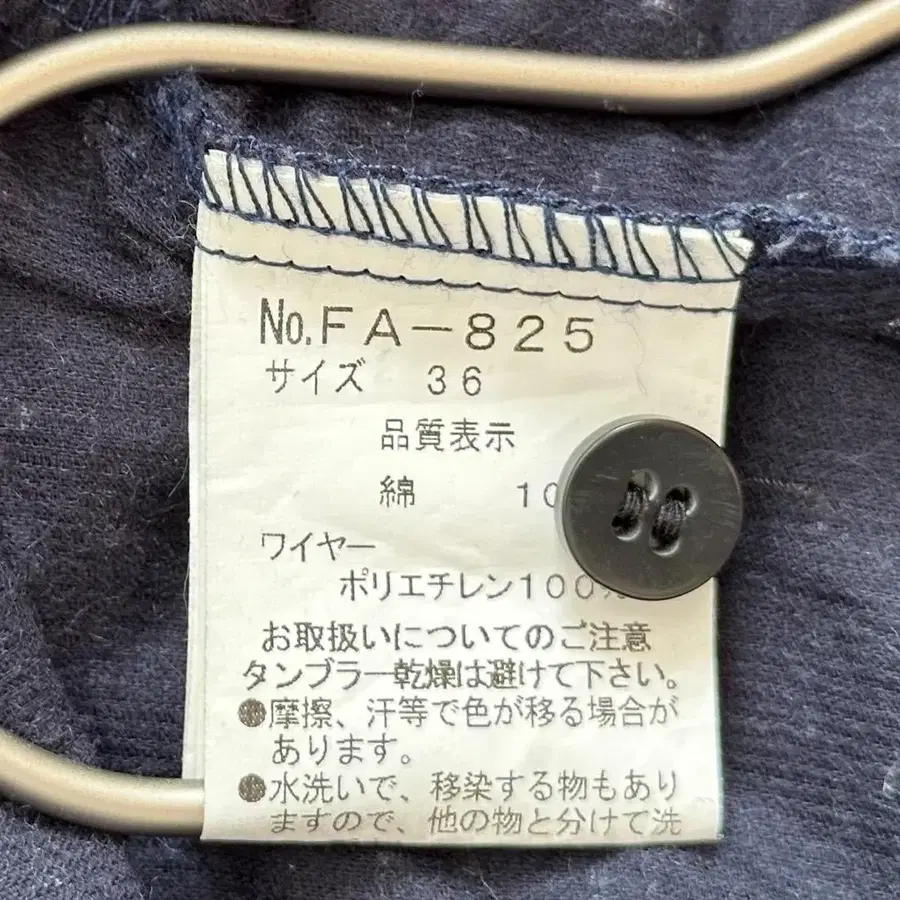 No.FA-825
サイズ 36
品質表示
綿 10
ワイヤー
ポリエチレン100%
お取扱いについてのご注意
タンブラー乾燥は避けて下さい。
●摩擦、汗等で色が移る場合が
あります。
●水洗いで、移染する物もあり
ますので、他の物と分けて洗